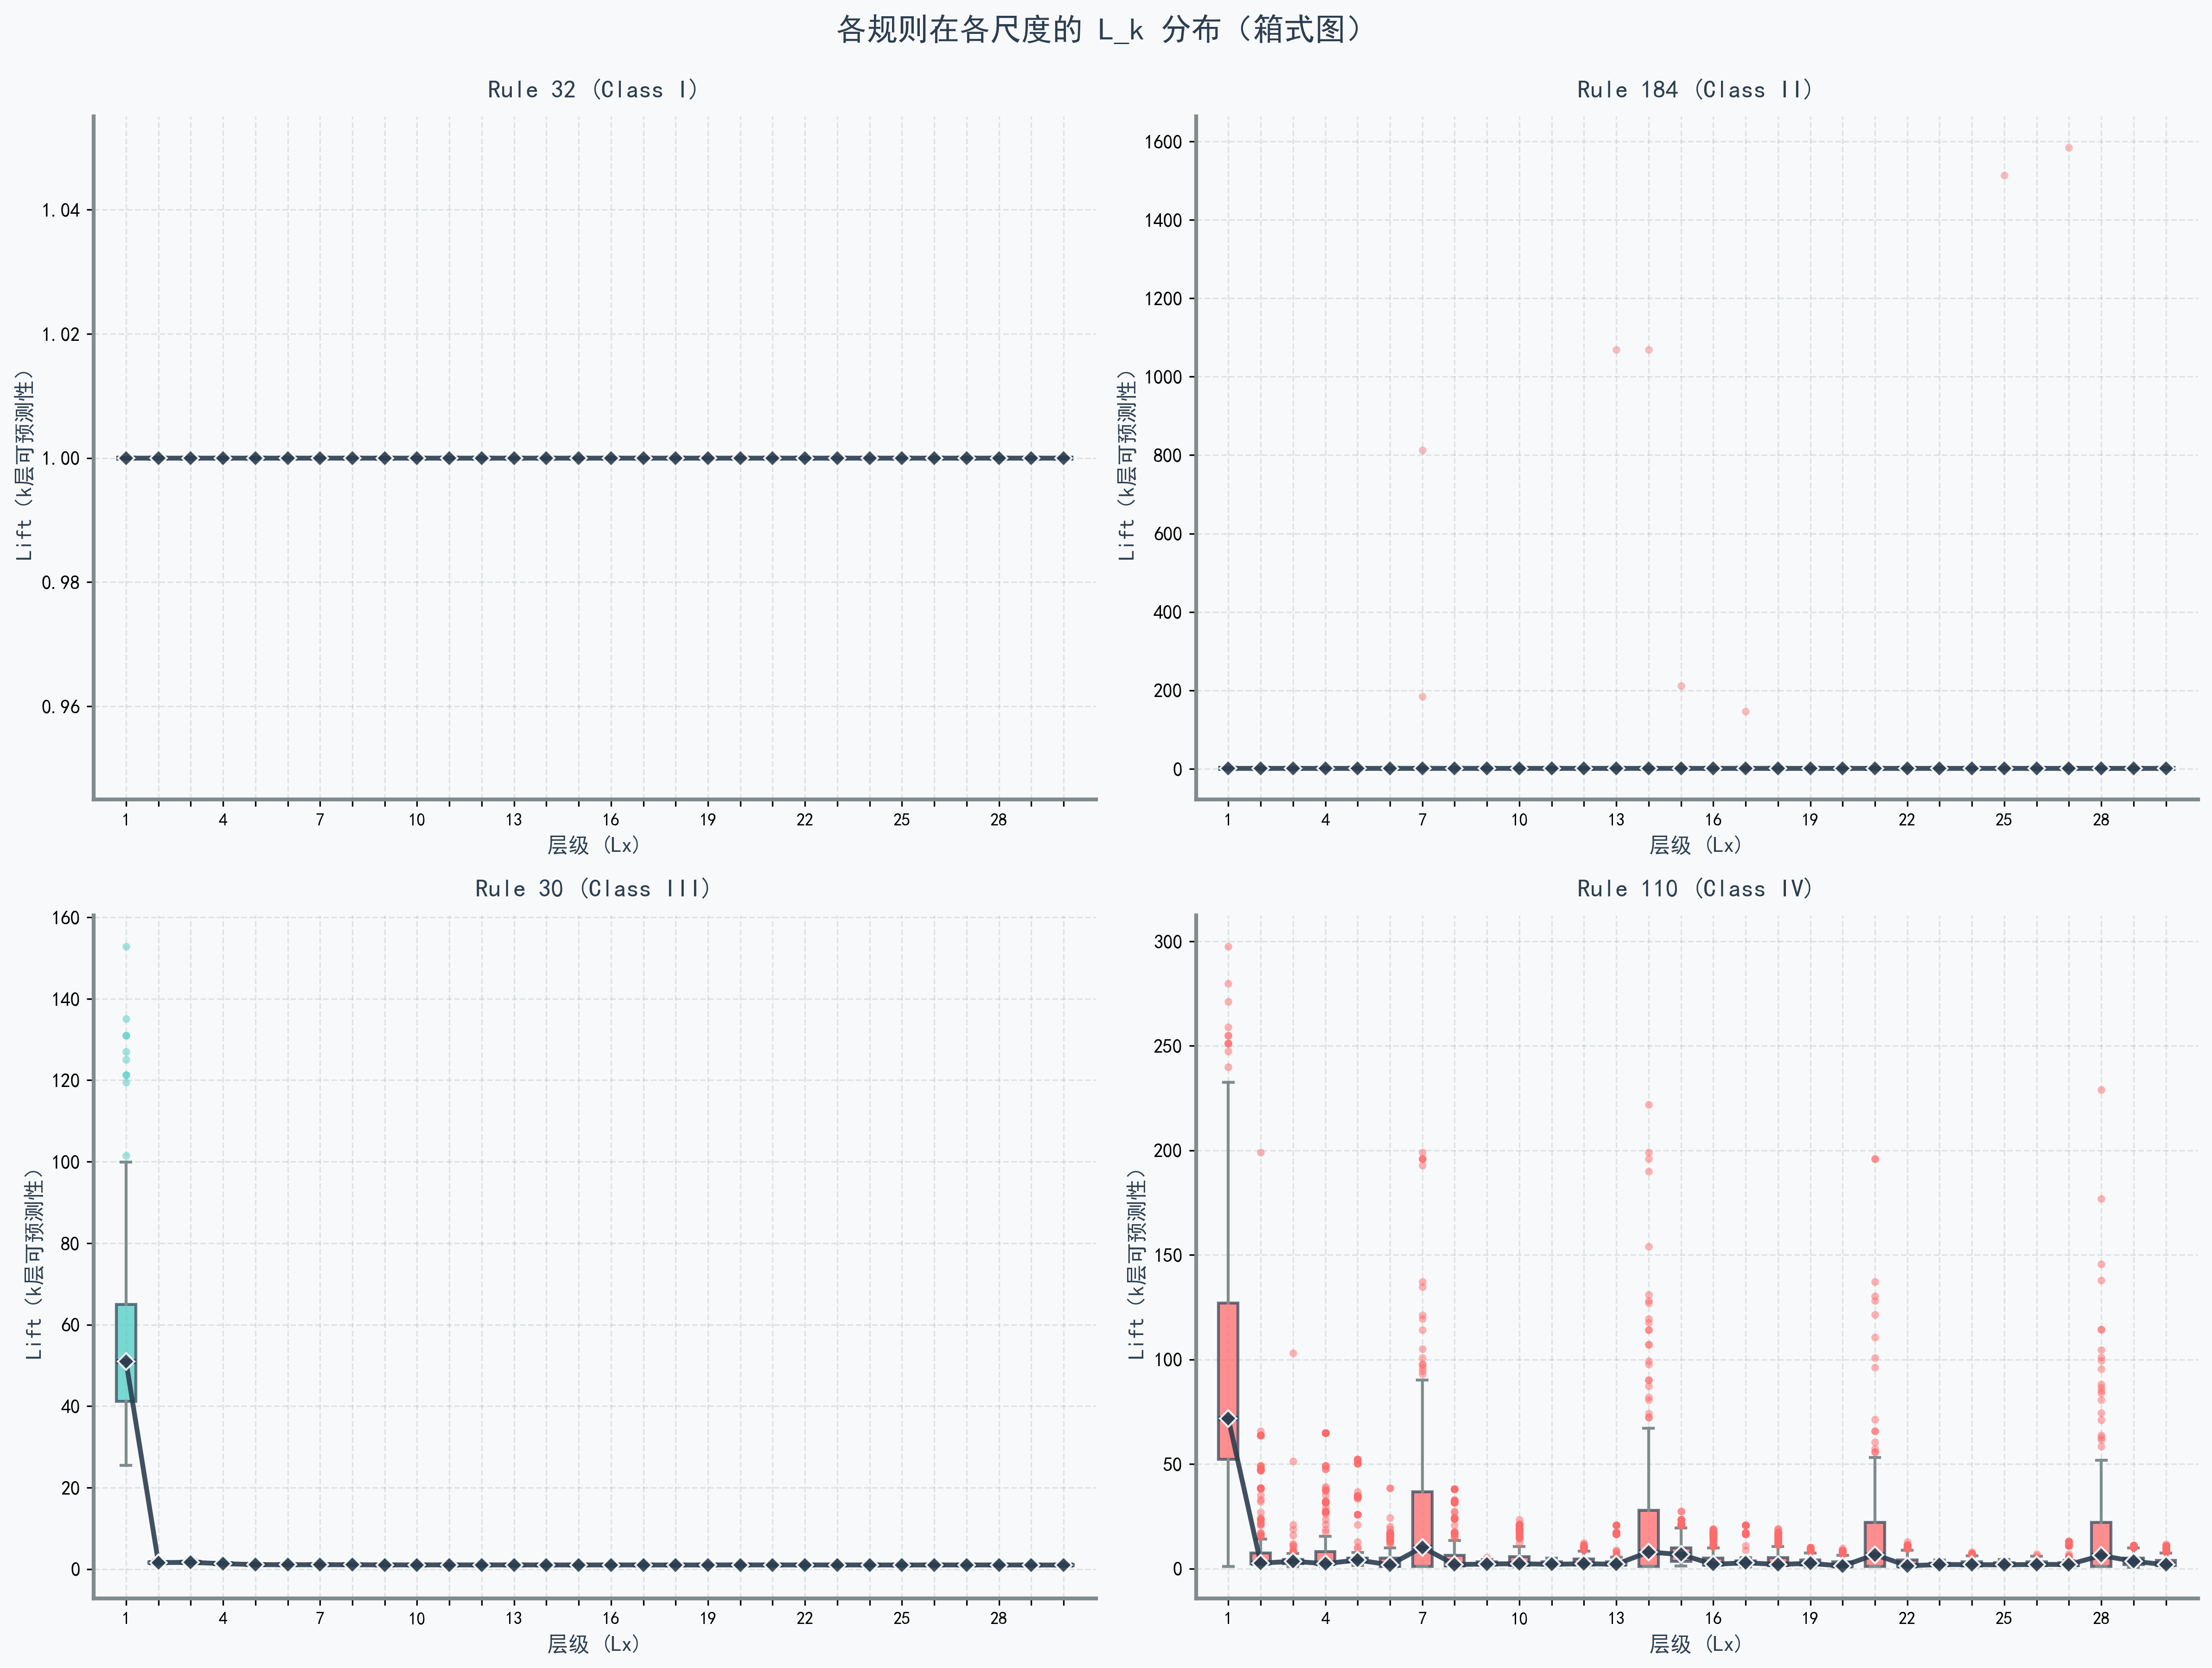 各规则在各尺度的 L_k 分布（箱式图）
Rule 32 (Class I)
Lift (k层可预测性)
1.04
1.02
1.00
0.98
0.96
1 4 7 10 13 16 19 22 25 28
层级 (Lx)
Rule 184 (Class II)
Lift (k层可预测性)
1600
1400
1200
1000
800
600
400
200
0
1 4 7 10 13 16 19 22 25 28
层级 (Lx)
Rule 30 (Class III)
Lift (k层可预测性)
160
140
120
100
80
60
40
20
0
1 4 7 10 13 16 19 22 25 28
层级 (Lx)
Rule 110 (Class IV)
Lift (k层可预测性)
300
250
200
150
100
50
0
1 4 7 10 13 16 19 22 25 28
层级 (Lx)